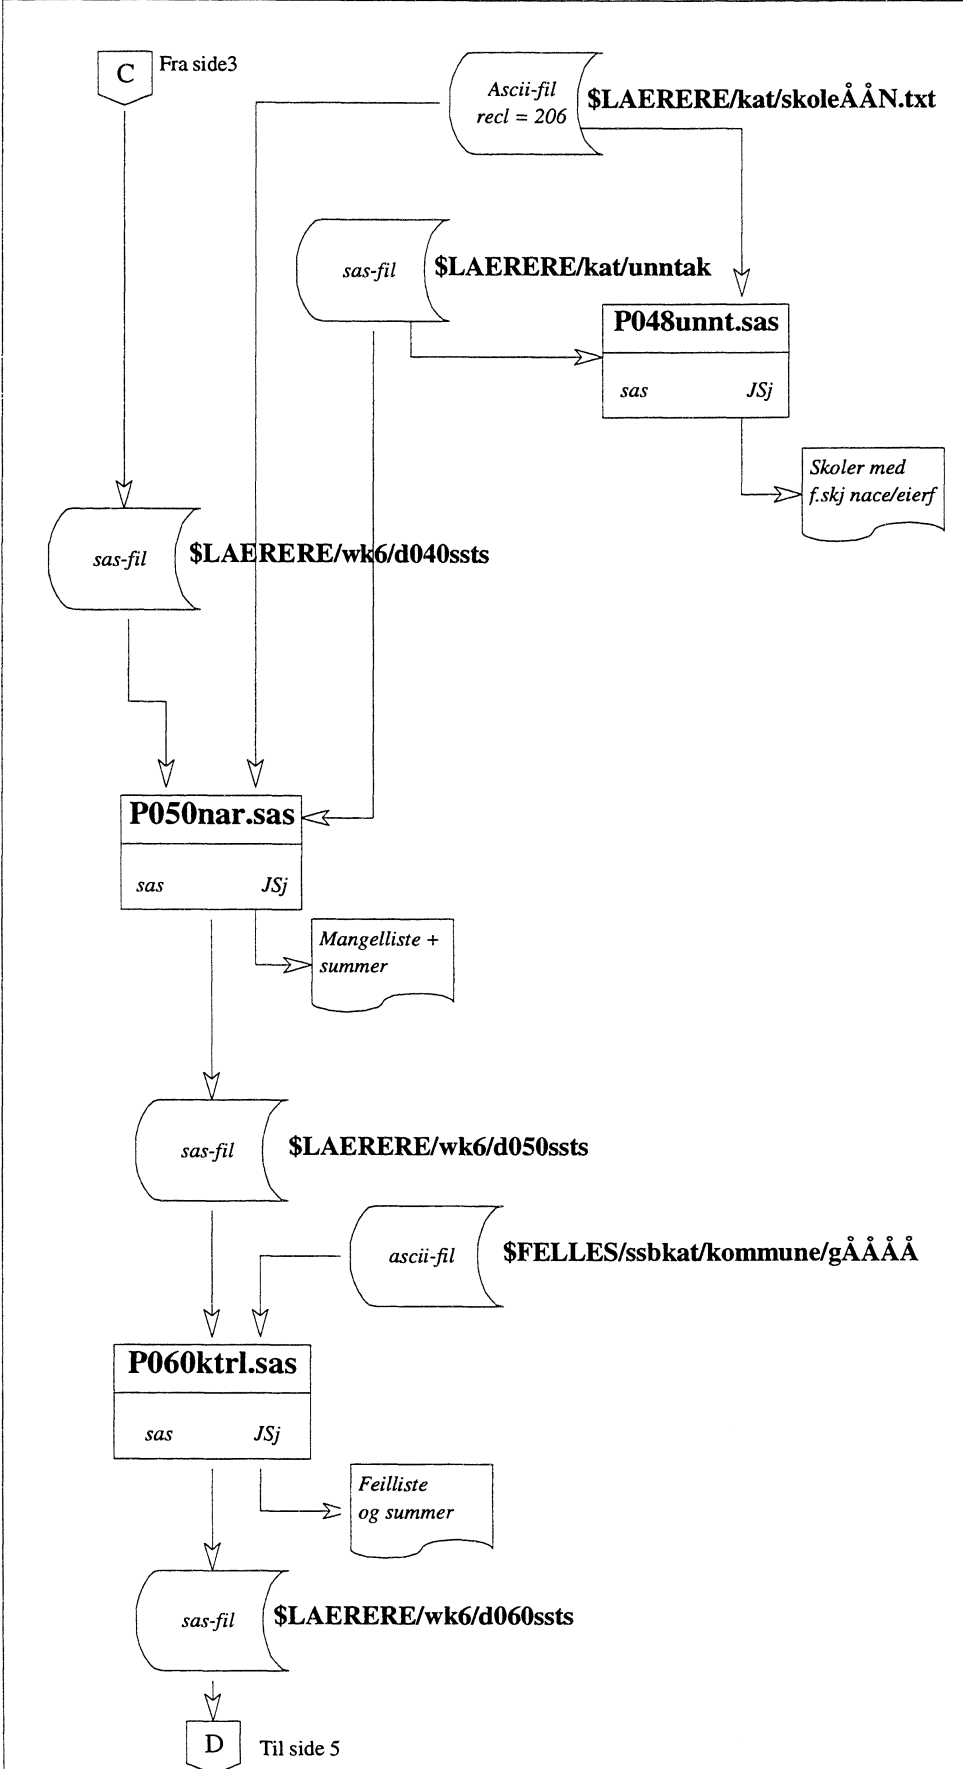 C
Fra side3
Ascii-fil
recl = 206
$LAERERE/kat/skoleÅÅN.txt
sas-fil
$LAERERE/kat/unntak
P048unnt.sas
sas JSj
Skoler med
f.skj nace/eierf
sas-fil
$LAERERE/wk6/d040ssts
P050nar.sas
sas JSj
Mangelliste +
summer
sas-fil
$LAERERE/wk6/d050ssts
ascii-fil
$FELLES/ssbkat/kommune/gÅÅÅÅ
P060ktrl.sas
sas JSj
Feilliste
og summer
sas-fil
$LAERERE/wk6/d060ssts
D
Til side 5